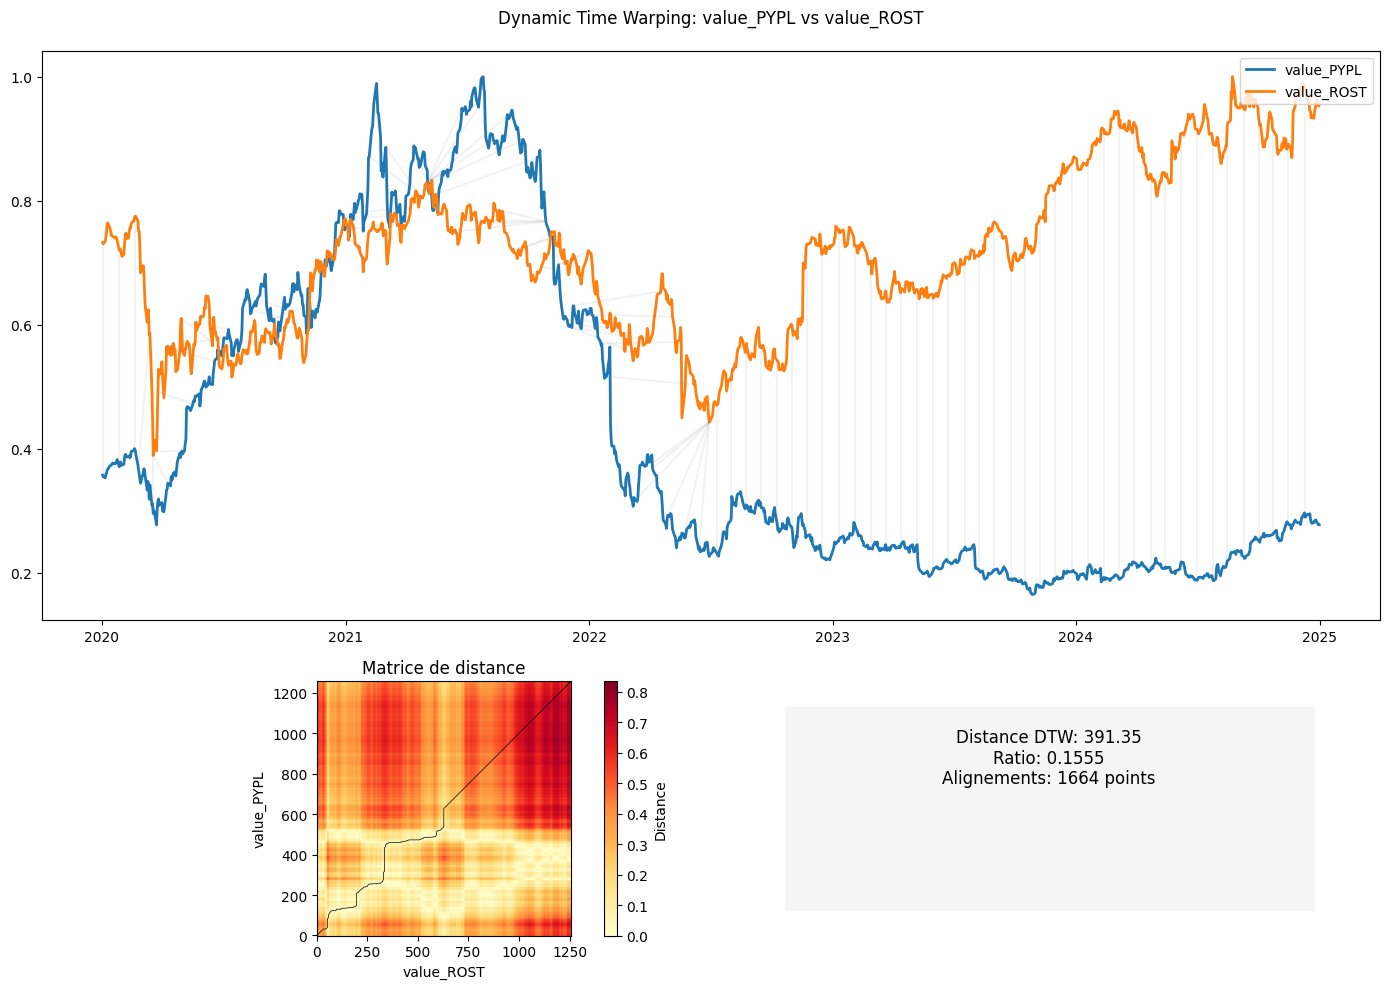 Dynamic Time Warping: value_PYPL vs value_ROST
value_PYPL
value_ROST
1.0
0.8
0.6
0.4
0.2
2020 2021 2022 2023 2024 2025
Matrice de distance
1200
1000
800
600
400
200
0
value_PYPL
0 250 500 750 1000 1250
value_ROST
0.8
0.7
0.6
0.5
0.4
0.3
0.2
0.1
0.0
Distance
Distance DTW: 391.35
Ratio: 0.1555
Alignements: 1664 points